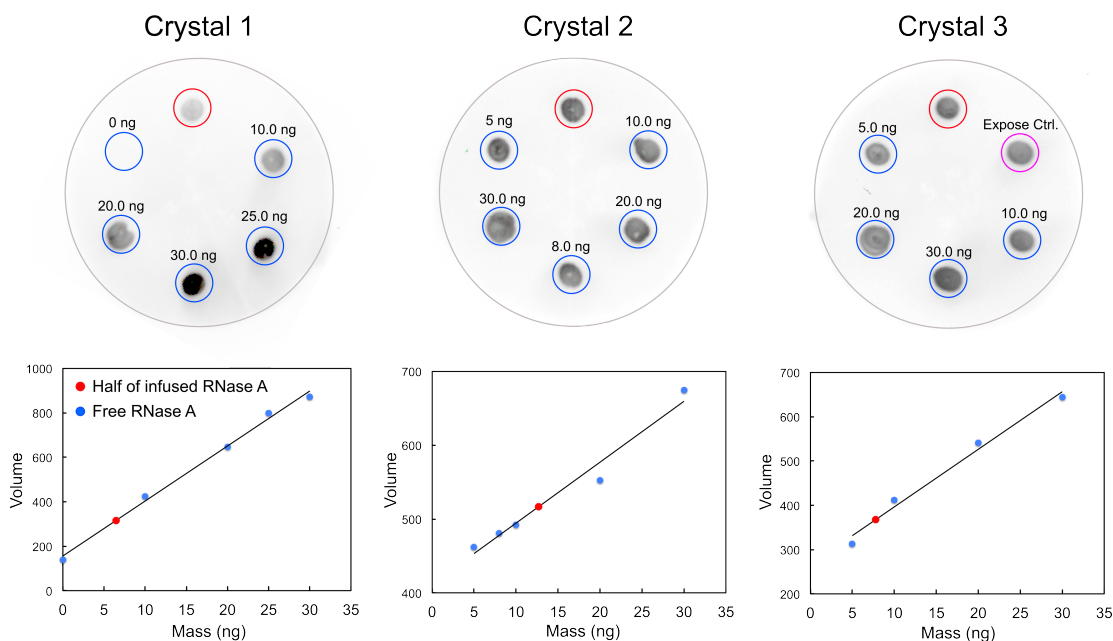 Crystal 1
Crystal 2
Crystal 3
0 ng
10.0 ng
20.0 ng
25.0 ng
30.0 ng
5 ng
10.0 ng
30.0 ng
20.0 ng
8.0 ng
Expose Ctrl.
5.0 ng
20.0 ng
10.0 ng
30.0 ng
1000
800
600
400
200
0
Volume
Half of infused RNase A
Free RNase A
0 5 10 15 20 25 30 35
Mass (ng)
700
600
500
400
Volume
0 5 10 15 20 25 30 35
Mass (ng)
700
600
500
400
300
200
Volume
0 5 10 15 20 25 30 35
Mass (ng)